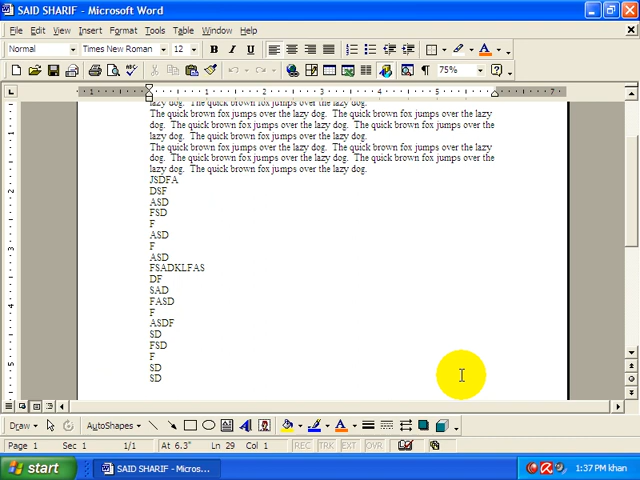 SAID SHARIF - Microsoft Word
File Edit View Insert Format Tools Table Window Help
Normal Times New Roman 12 B I U
75%
1 1 2 3 4 5 7
lazy dog. The quick brown fox jumps over the lazy dog.
The quick brown fox jumps over the lazy dog. The quick brown fox jumps over the lazy
dog. The quick brown fox jumps over the lazy dog. The quick brown fox jumps over the
lazy dog. The quick brown fox jumps over the lazy dog.
The quick brown fox jumps over the lazy dog. The quick brown fox jumps over the lazy
dog. The quick brown fox jumps over the lazy dog. The quick brown fox jumps over the
lazy dog. The quick brown fox jumps over the lazy dog.
JSDFA
DSF
ASD
FSD
F
ASD
F
ASD
FSADKLFAS
DF
SAD
FASD
F
ASDF
SD
FSD
F
SD
SD
Draw AutoShapes
Page 1 Sec 1 1/1 At 6.3" Ln 29 Col 1 REC TRK EXT OVR
start SAID SHARIF - Micros... 1:37 PM khan